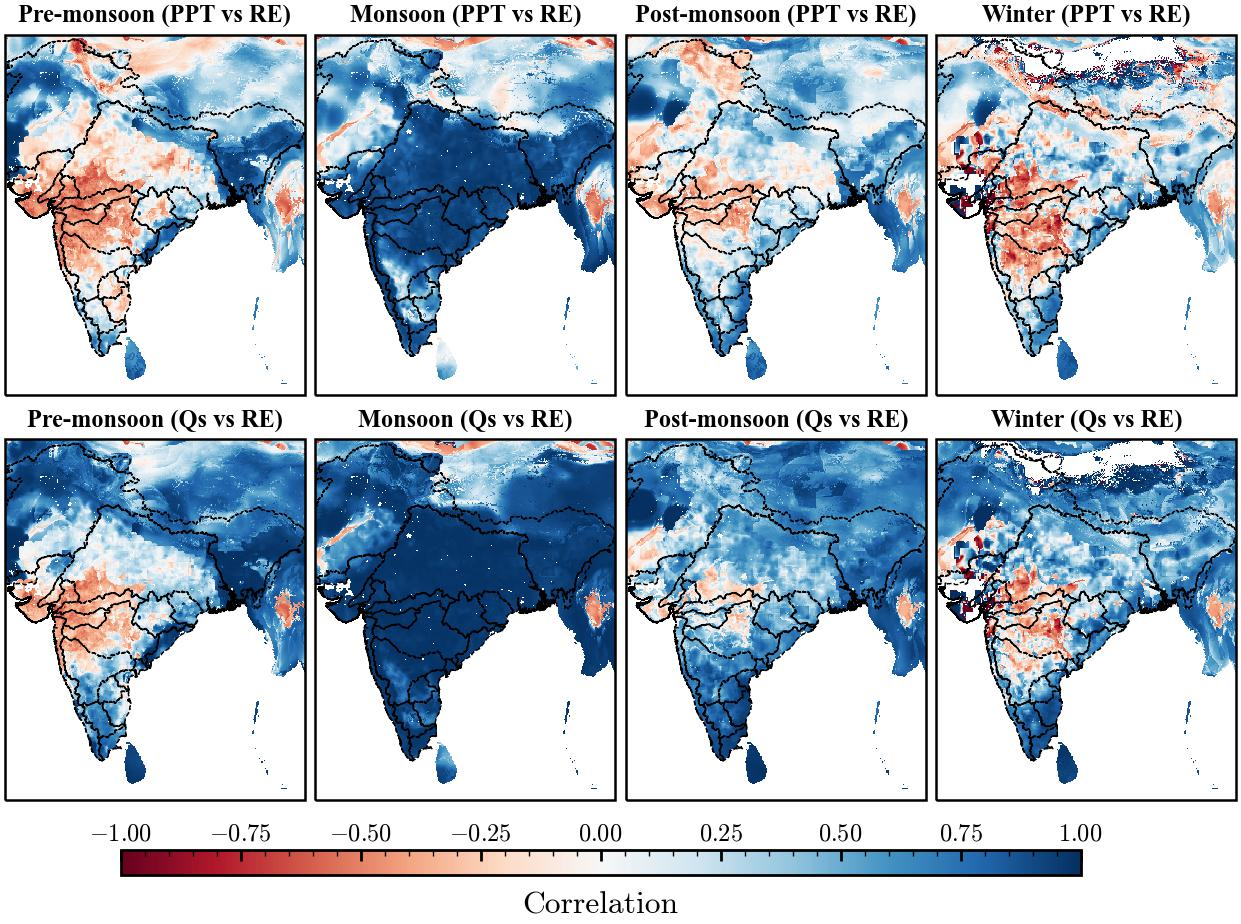 Pre-monsoon (PPT vs RE) Monsoon (PPT vs RE) Post-monsoon (PPT vs RE) Winter (PPT vs RE)
Pre-monsoon (Qs vs RE) Monsoon (Qs vs RE) Post-monsoon (Qs vs RE) Winter (Qs vs RE)
−1.00 −0.75 −0.50 −0.25 0.00 0.25 0.50 0.75 1.00
Correlation